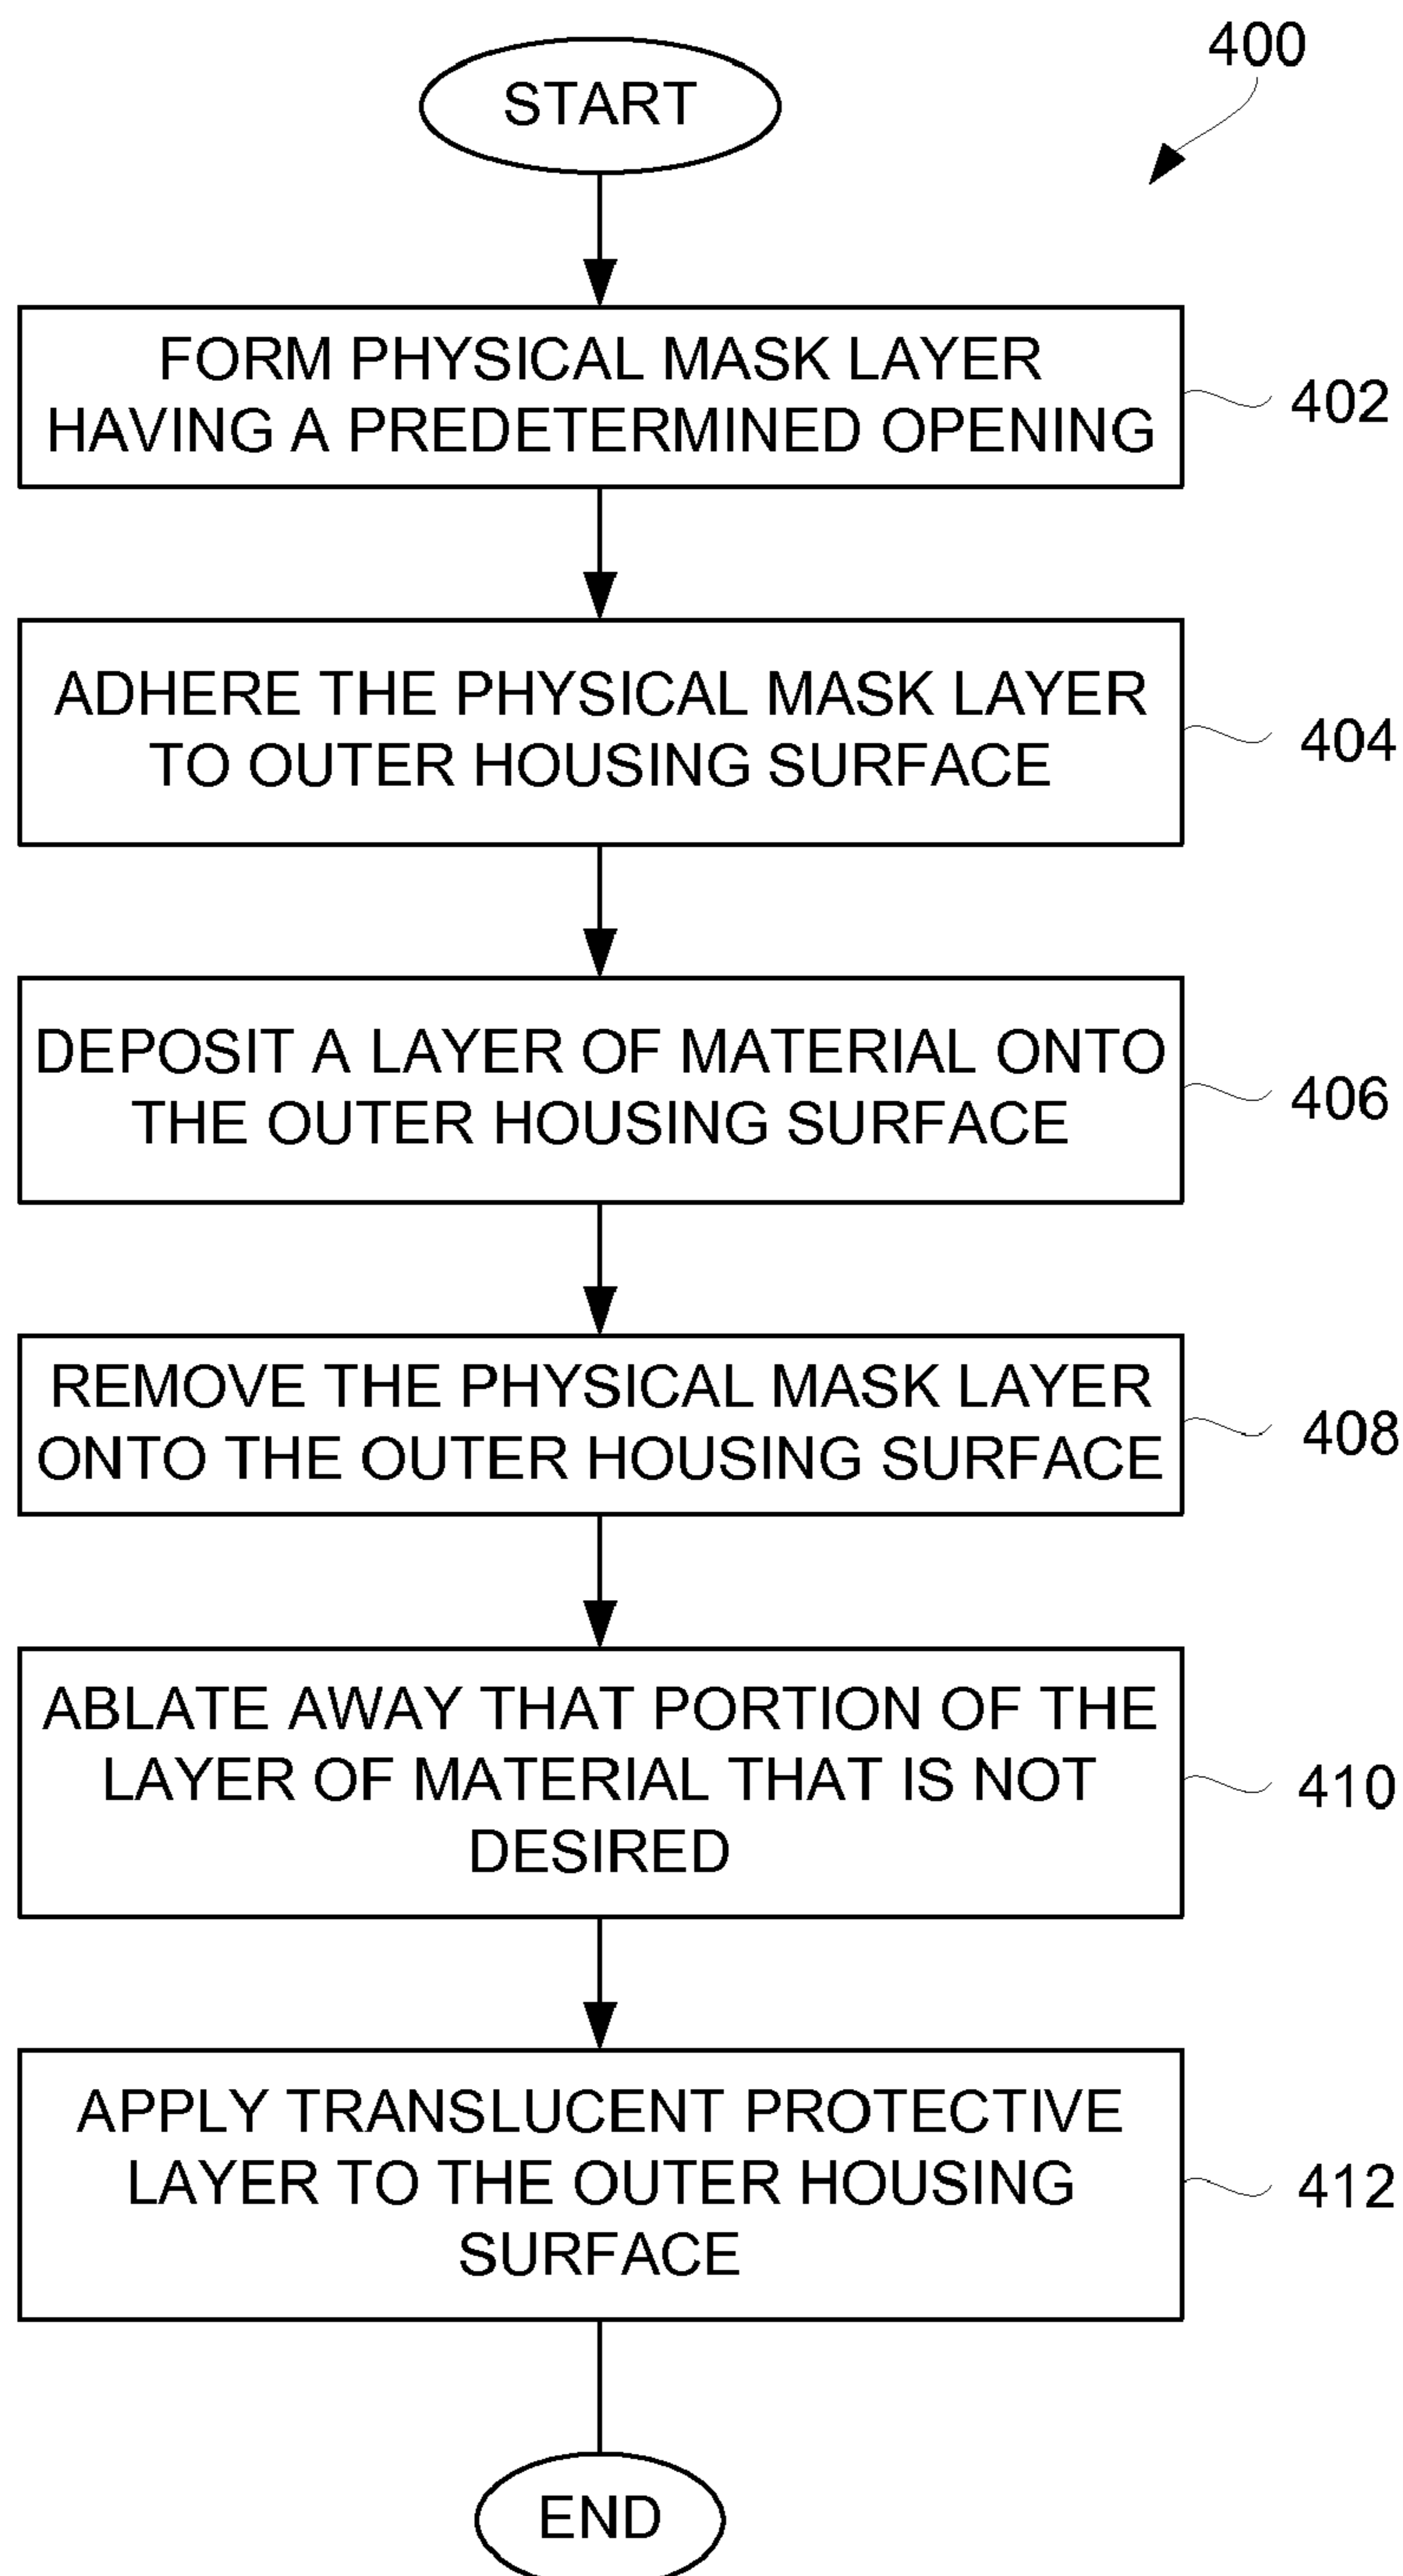 400
START
FORM PHYSICAL MASK LAYER
HAVING A PREDETERMINED OPENING
402
ADHERE THE PHYSICAL MASK LAYER
TO OUTER HOUSING SURFACE
404
DEPOSIT A LAYER OF MATERIAL ONTO
THE OUTER HOUSING SURFACE
406
REMOVE THE PHYSICAL MASK LAYER
ONTO THE OUTER HOUSING SURFACE
408
ABLATE AWAY THAT PORTION OF THE
LAYER OF MATERIAL THAT IS NOT
DESIRED
410
APPLY TRANSLUCENT PROTECTIVE
LAYER TO THE OUTER HOUSING
SURFACE
412
END